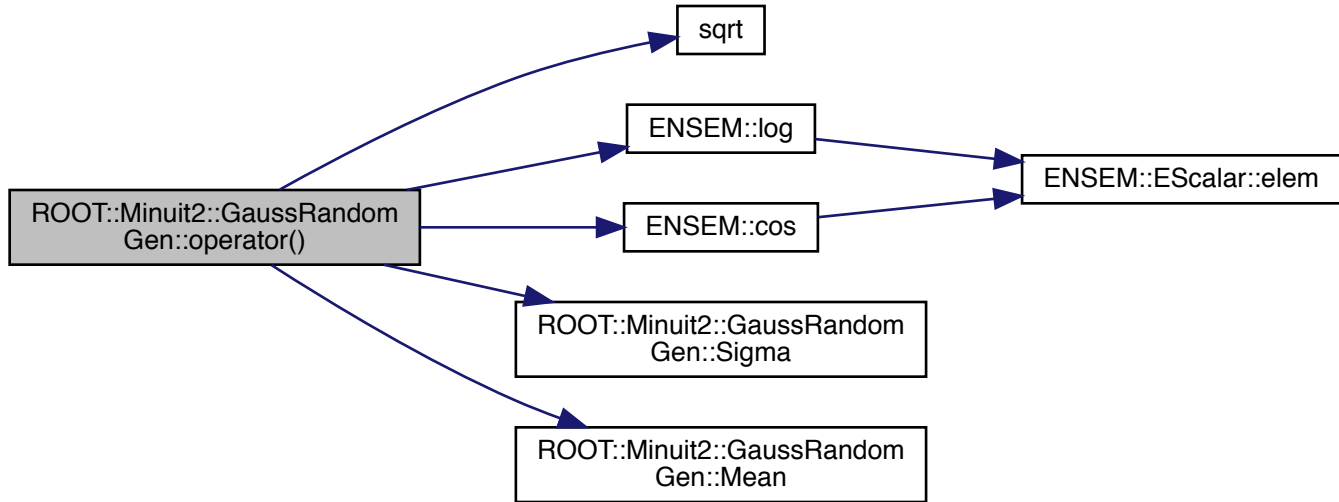 sqrt
ENSEM::log
ENSEM::EScalar::elem
ROOT::Minuit2::GaussRandom
Gen::operator()
ENSEM::cos
ROOT::Minuit2::GaussRandom
Gen::Sigma
ROOT::Minuit2::GaussRandom
Gen::Mean